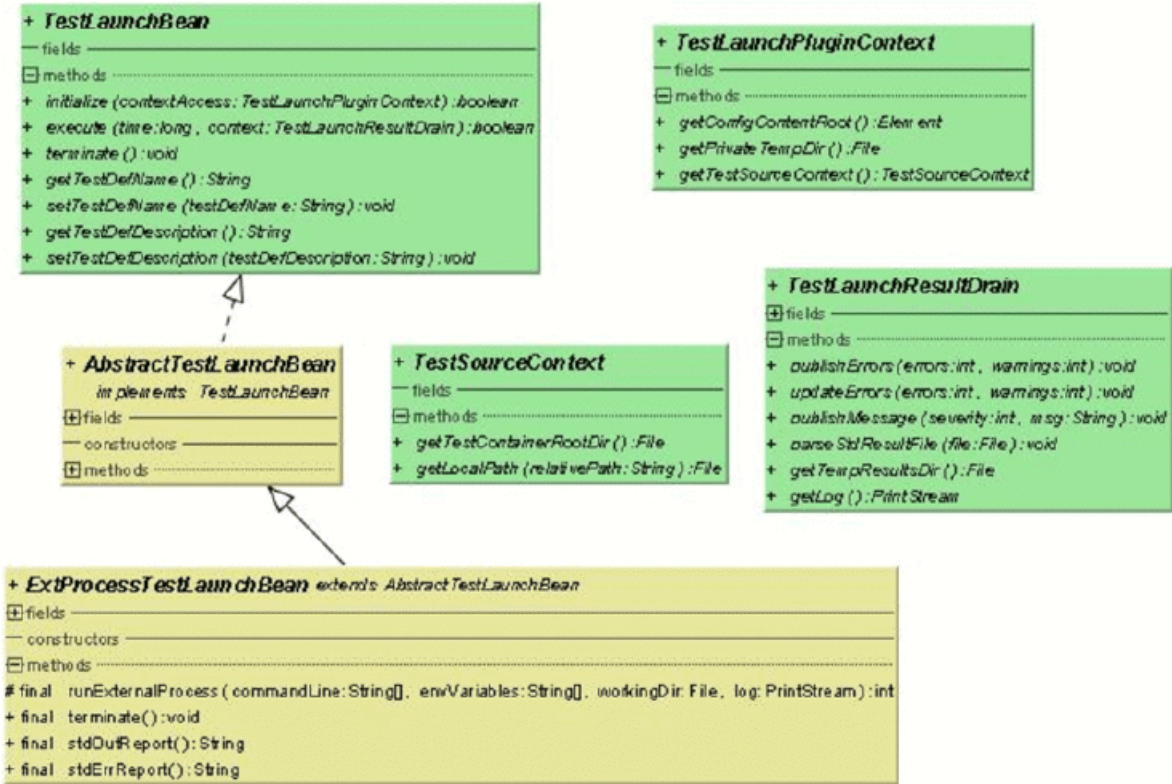 + TestLaunchBean
fields
methods
+ initialize (contextAccess: TestLaunchPluginContext) :boolean
+ execute (time:long , context: TestLaunchResultDrain) :boolean
+ terminate () : void
+ getTestDefName () : String
+ setTestDefName (testDefName: String) : void
+ getTestDefDescription () : String
+ setTestDefDescription (testDefDescription: String) : void
+ TestLaunchPluginContext
fields
methods
+ getConfigContentRoot () : Element
+ getPrivateTempDir () : File
+ getTestSourceContext () : TestSourceContext
+ TestLaunchResultDrain
fields
methods
+ publishErrors (errors:int , warnings:int) : void
+ updateErrors (errors:int , warnings:int) : void
+ publishMessage (severity:int , msg: String) : void
+ parseStdResultFile (file: File) : void
+ getTempResultsDir () : File
+ getLog () : PrintStream
+ AbstractTestLaunchBean
implements TestLaunchBean
fields
constructors
methods
+ TestSourceContext
fields
methods
+ getTestContainerRootDir () : File
+ getLocalPath (relativePath: String) : File
+ ExtProcessTestLaunchBean extends AbstractTestLaunchBean
fields
constructors
methods
# final runExternalProcess ( commandLine: String[], envVariables: String[], workingDir: File, log: PrintStream) : int
+ final terminate() : void
+ final stdOutReport() : String
+ final stdErrReport() : String